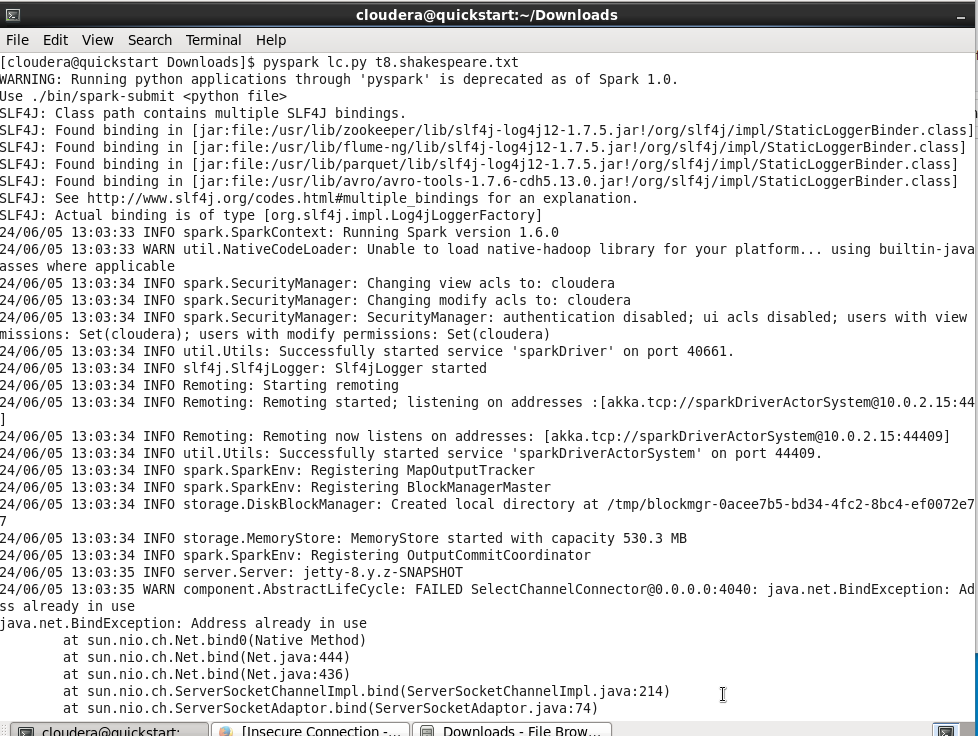 cloudera@quickstart:~/Downloads
File Edit View Search Terminal Help
[cloudera@quickstart Downloads]$ pyspark lc.py t8.shakespeare.txt
WARNING: Running python applications through 'pyspark' is deprecated as of Spark 1.0.
Use ./bin/spark-submit <python file>
SLF4J: Class path contains multiple SLF4J bindings.
SLF4J: Found binding in [jar:file:/usr/lib/zookeeper/lib/slf4j-log4j12-1.7.5.jar!/org/slf4j/impl/StaticLoggerBinder.class]
SLF4J: Found binding in [jar:file:/usr/lib/flume-ng/lib/slf4j-log4j12-1.7.5.jar!/org/slf4j/impl/StaticLoggerBinder.class]
SLF4J: Found binding in [jar:file:/usr/lib/parquet/lib/slf4j-log4j12-1.7.5.jar!/org/slf4j/impl/StaticLoggerBinder.class]
SLF4J: Found binding in [jar:file:/usr/lib/avro/avro-tools-1.7.6-cdh5.13.0.jar!/org/slf4j/impl/StaticLoggerBinder.class]
SLF4J: See http://www.slf4j.org/codes.html#multiple_bindings for an explanation.
SLF4J: Actual binding is of type [org.slf4j.impl.Log4jLoggerFactory]
24/06/05 13:03:33 INFO spark.SparkContext: Running Spark version 1.6.0
24/06/05 13:03:33 WARN util.NativeCodeLoader: Unable to load native-hadoop library for your platform... using builtin-java
asses where applicable
24/06/05 13:03:34 INFO spark.SecurityManager: Changing view acls to: cloudera
24/06/05 13:03:34 INFO spark.SecurityManager: Changing modify acls to: cloudera
24/06/05 13:03:34 INFO spark.SecurityManager: SecurityManager: authentication disabled; ui acls disabled; users with view
missions: Set(cloudera); users with modify permissions: Set(cloudera)
24/06/05 13:03:34 INFO util.Utils: Successfully started service 'sparkDriver' on port 40661.
24/06/05 13:03:34 INFO slf4j.Slf4jLogger: Slf4jLogger started
24/06/05 13:03:34 INFO Remoting: Starting remoting
24/06/05 13:03:34 INFO Remoting: Remoting started; listening on addresses :[akka.tcp://sparkDriverActorSystem@10.0.2.15:44
]
24/06/05 13:03:34 INFO Remoting: Remoting now listens on addresses: [akka.tcp://sparkDriverActorSystem@10.0.2.15:44409]
24/06/05 13:03:34 INFO util.Utils: Successfully started service 'sparkDriverActorSystem' on port 44409.
24/06/05 13:03:34 INFO spark.SparkEnv: Registering MapOutputTracker
24/06/05 13:03:34 INFO spark.SparkEnv: Registering BlockManagerMaster
24/06/05 13:03:34 INFO storage.DiskBlockManager: Created local directory at /tmp/blockmgr-0acee7b5-bd34-4fc2-8bc4-ef0072e7
7
24/06/05 13:03:34 INFO storage.MemoryStore: MemoryStore started with capacity 530.3 MB
24/06/05 13:03:34 INFO spark.SparkEnv: Registering OutputCommitCoordinator
24/06/05 13:03:35 INFO server.Server: jetty-8.y.z-SNAPSHOT
24/06/05 13:03:35 WARN component.AbstractLifeCycle: FAILED SelectChannelConnector@0.0.0.0:4040: java.net.BindException: Ad
ss already in use
java.net.BindException: Address already in use
at sun.nio.ch.Net.bind0(Native Method)
at sun.nio.ch.Net.bind(Net.java:444)
at sun.nio.ch.Net.bind(Net.java:436)
at sun.nio.ch.ServerSocketChannelImpl.bind(ServerSocketChannelImpl.java:214)
at sun.nio.ch.ServerSocketAdaptor.bind(ServerSocketAdaptor.java:74)
cloudera@quickstart: [Insecure Connection -... Downloads - File Brow...